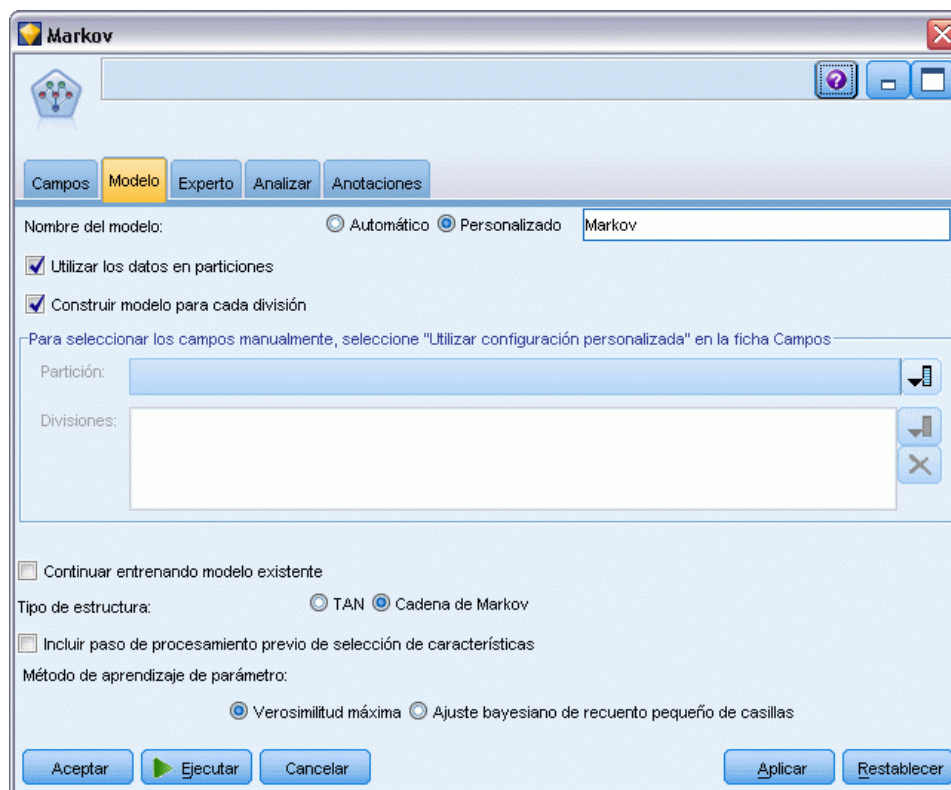 Markov
Campos Modelo Experto Analizar Anotaciones
Nombre del modelo: Automático Personalizado Markov
Utilizar los datos en particiones
Construir modelo para cada división
Para seleccionar los campos manualmente, seleccione "Utilizar configuración personalizada" en la ficha Campos
Partición:
Divisiones:
Continuar entrenando modelo existente
Tipo de estructura: TAN Cadena de Markov
Incluir paso de procesamiento previo de selección de características
Método de aprendizaje de parámetro:
Verosimilitud máxima Ajuste bayesiano de recuento pequeño de casillas
Aceptar Ejecutar Cancelar Aplicar Restablecer